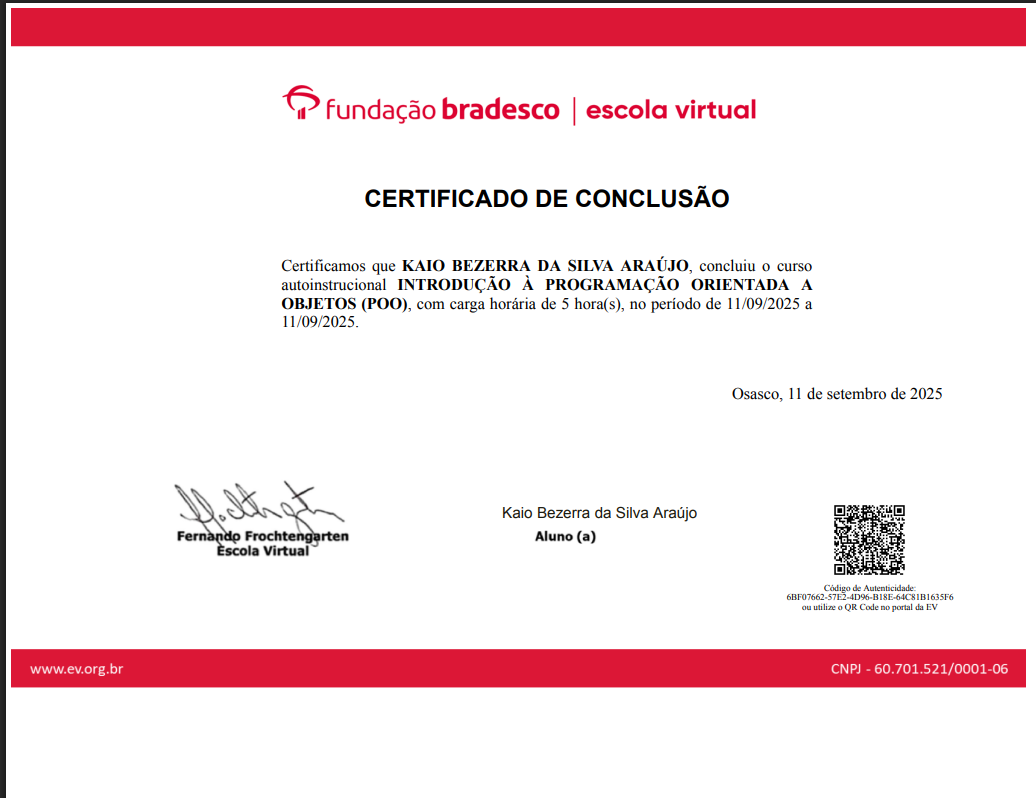 fundação bradesco | escola virtual
CERTIFICADO DE CONCLUSÃO
Certificamos que KAIO BEZERRA DA SILVA ARAÚJO, concluiu o curso
autoinstrucional INTRODUÇÃO À PROGRAMAÇÃO ORIENTADA A
OBJETOS (POO), com carga horária de 5 hora(s), no período de 11/09/2025 a
11/09/2025.
Osasco, 11 de setembro de 2025
Fernando Frochtengarten
Escola Virtual
Kaio Bezerra da Silva Araújo
Aluno (a)
Código de Autenticidade:
6BF07662-57E2-4D96-B18E-64C81B1635F6
ou utilize o QR Code no portal da EV
www.ev.org.br
CNPJ - 60.701.521/0001-06